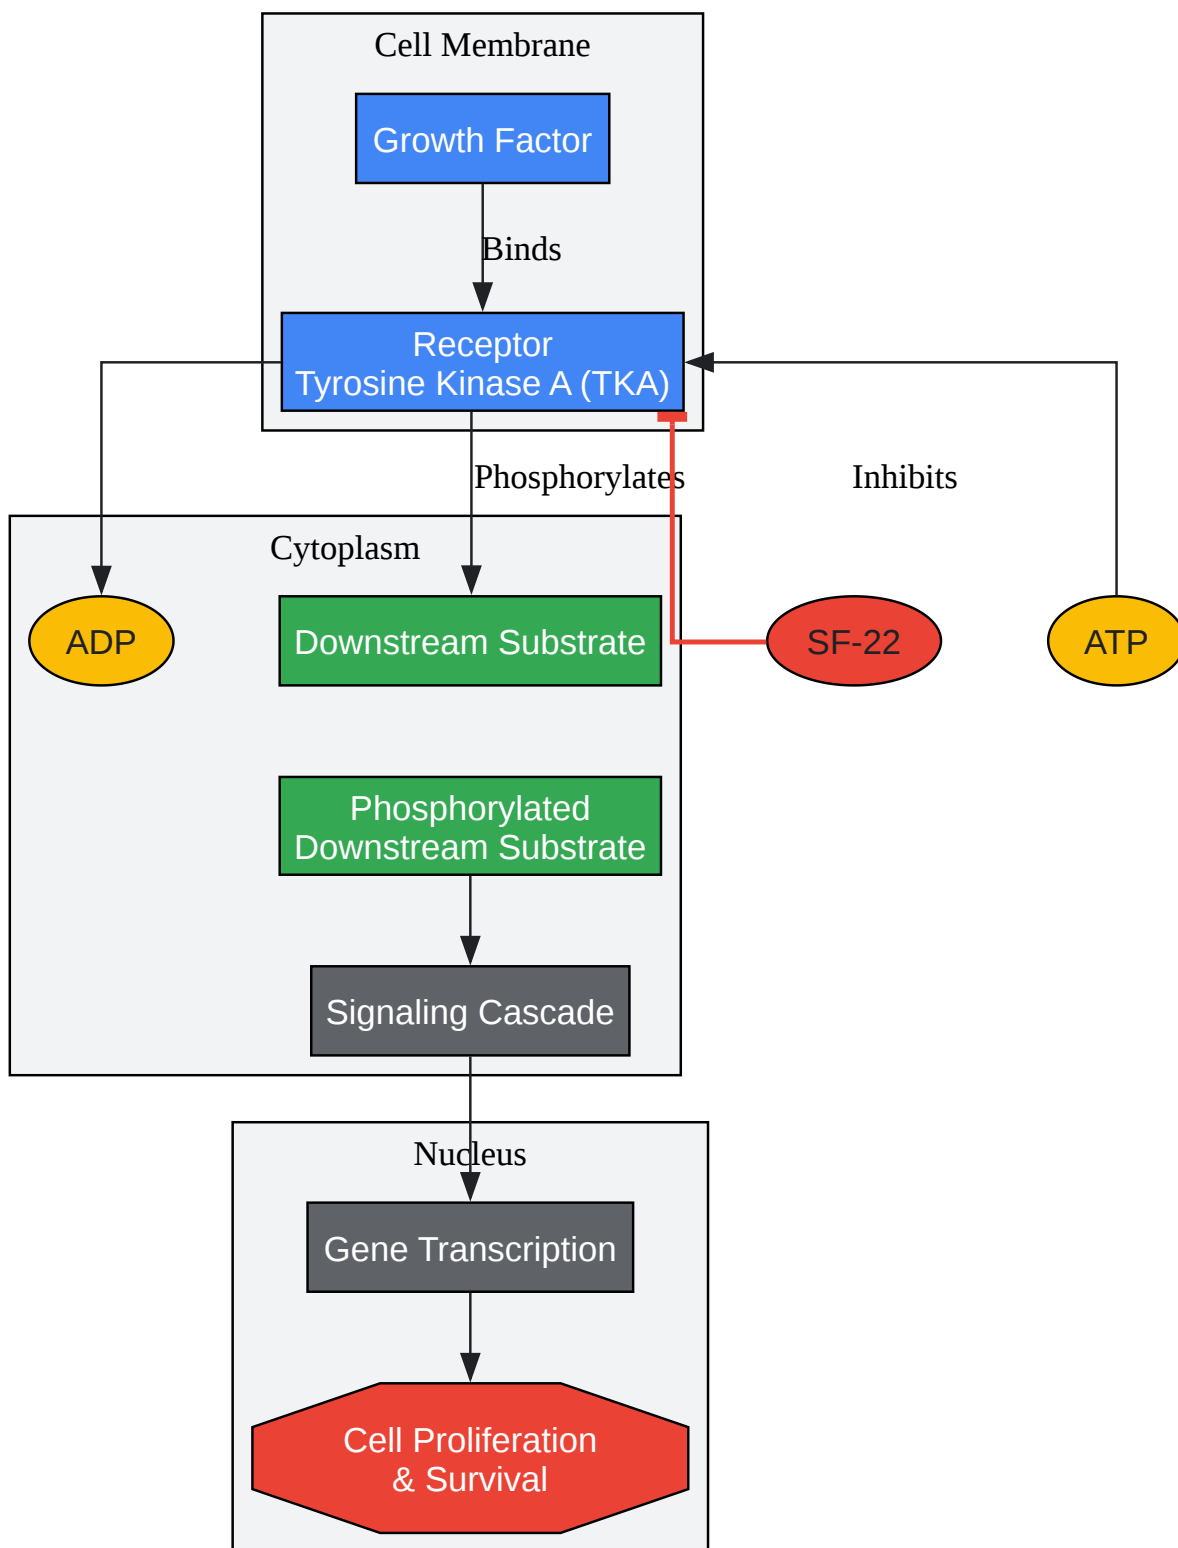 Cell Membrane
Growth Factor
Binds
Receptor
Tyrosine Kinase A (TKA)
Phosphorylates
Inhibits
Cytoplasm
ADP
Downstream Substrate
SF-22
ATP
Phosphorylated
Downstream Substrate
Signaling Cascade
Nucleus
Gene Transcription
Cell Proliferation
& Survival